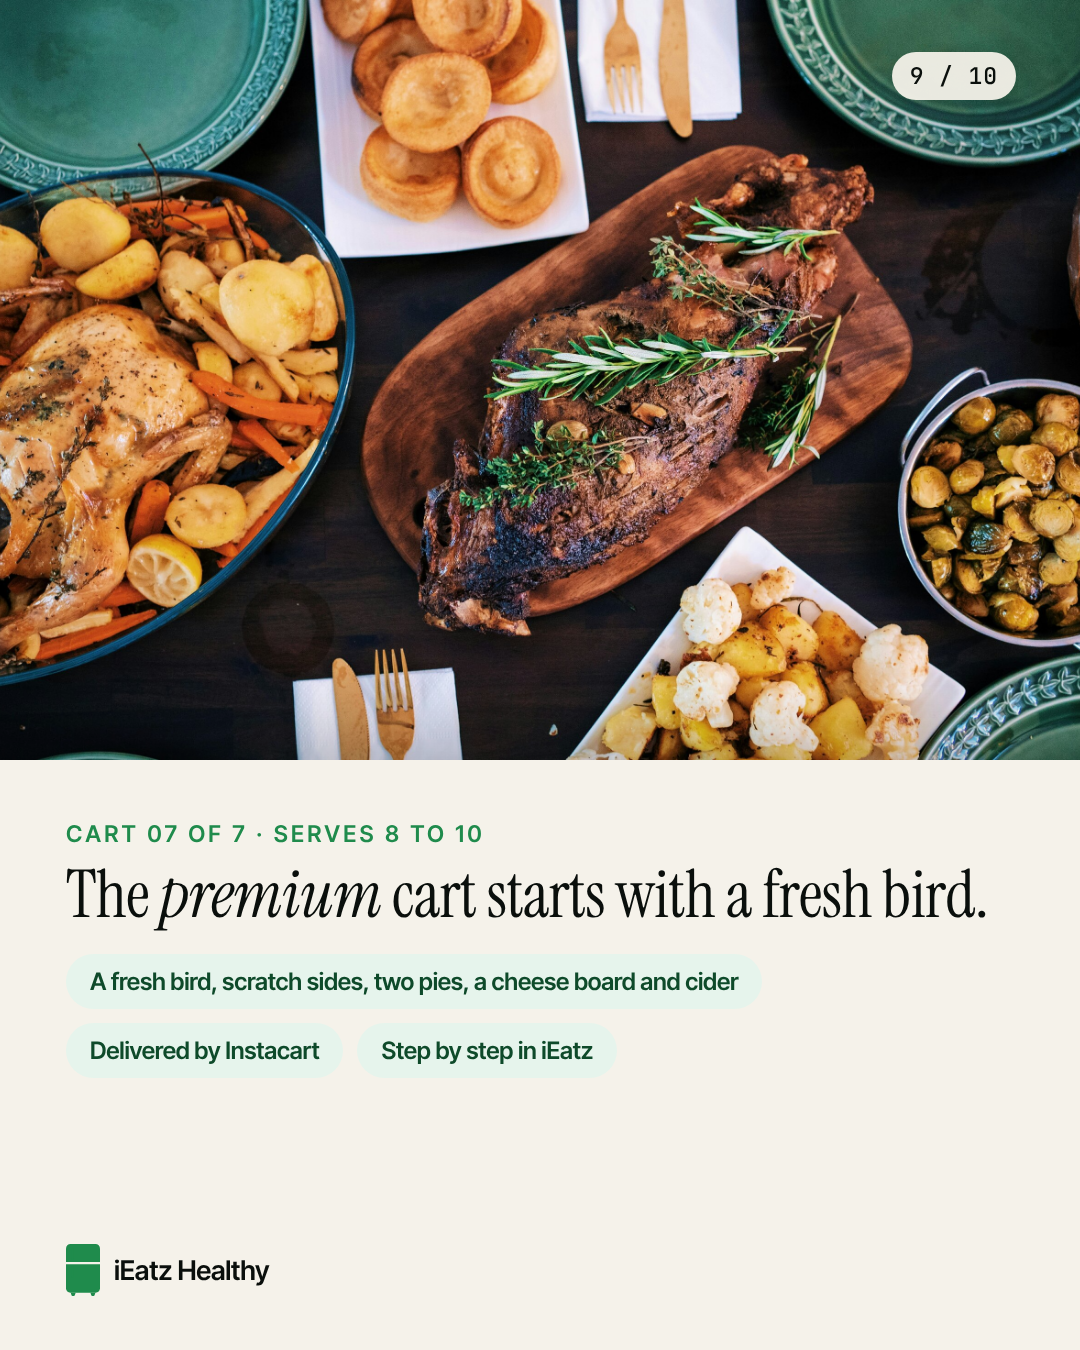 9 / 10
CART 07 OF 7 · SERVES 8 TO 10
The premium cart starts with a fresh bird.
A fresh bird, scratch sides, two pies, a cheese board and cider
Delivered by Instacart
Step by step in iEatz
iEatz Healthy